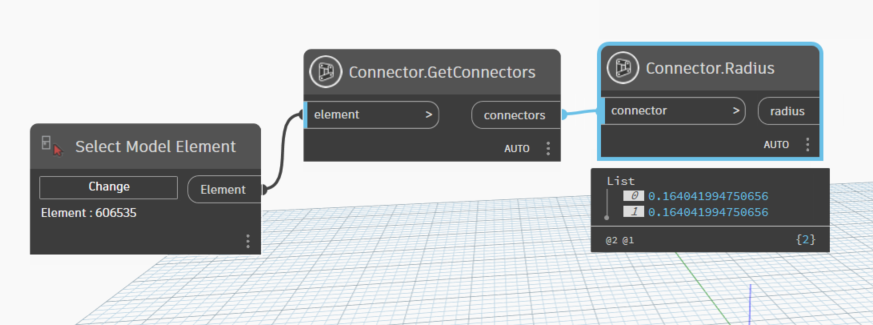 Select Model Element
Change
Element
Element : 606535
Connector.GetConnectors
element >
connectors
AUTO
Connector.Radius
connector >
radius
AUTO
List
0 0.164041994750656
1 0.164041994750656
@2 @1 {2}